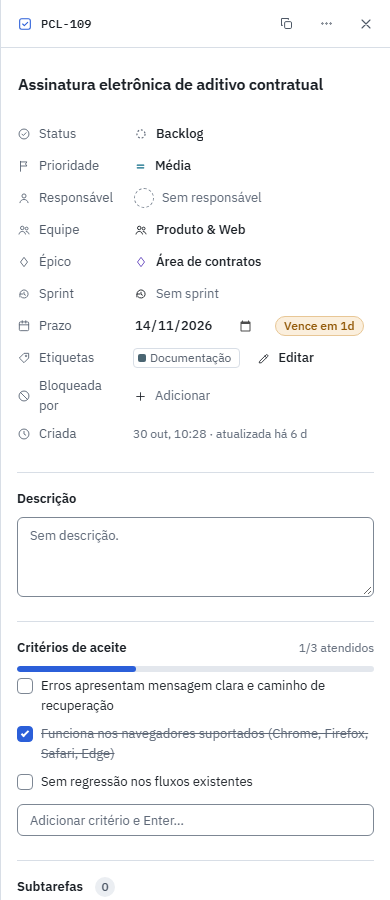 PCL-109
Assinatura eletrônica de aditivo contratual
Status Backlog
Prioridade Média
Responsável Sem responsável
Equipe Produto & Web
Épico Área de contratos
Sprint Sem sprint
Prazo 14/11/2026 Vence em 1d
Etiquetas Documentação Editar
Bloqueada
por
Adicionar
Criada 30 out, 10:28 · atualizada há 6 d
Descrição
Sem descrição.
Critérios de aceite 1/3 atendidos
Erros apresentam mensagem clara e caminho de
recuperação
Funciona nos navegadores suportados (Chrome, Firefox,
Safari, Edge)
Sem regressão nos fluxos existentes
Adicionar critério e Enter...
Subtarefas 0